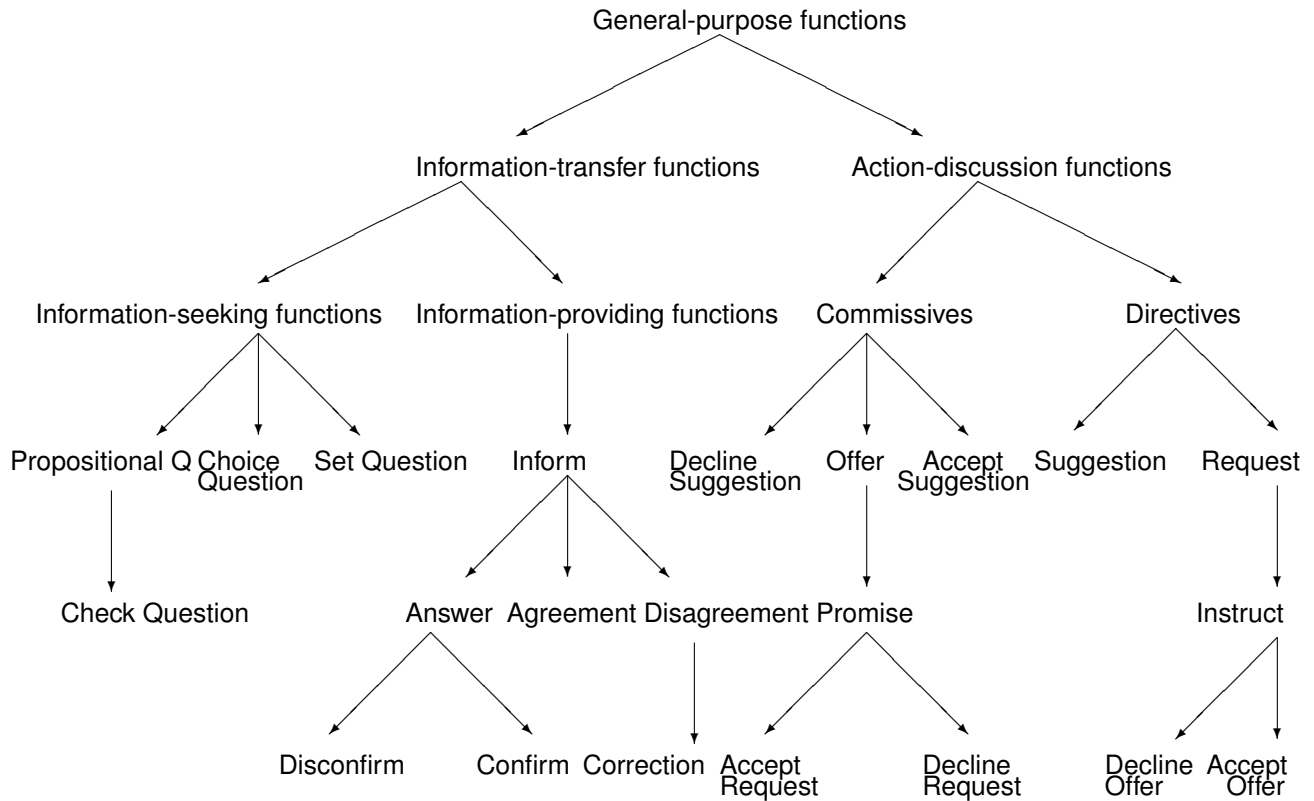 General-purpose functions
Information-transfer functions Action-discussion functions
Information-seeking functions Information-providing functions Commissives Directives
Propositional Q Choice Question Set Question Inform Decline Suggestion Offer Accept Suggestion Suggestion Request
Check Question Answer Agreement Disagreement Promise Instruct
Disconfirm Confirm Correction Accept Request Decline Request Decline Offer Accept Offer